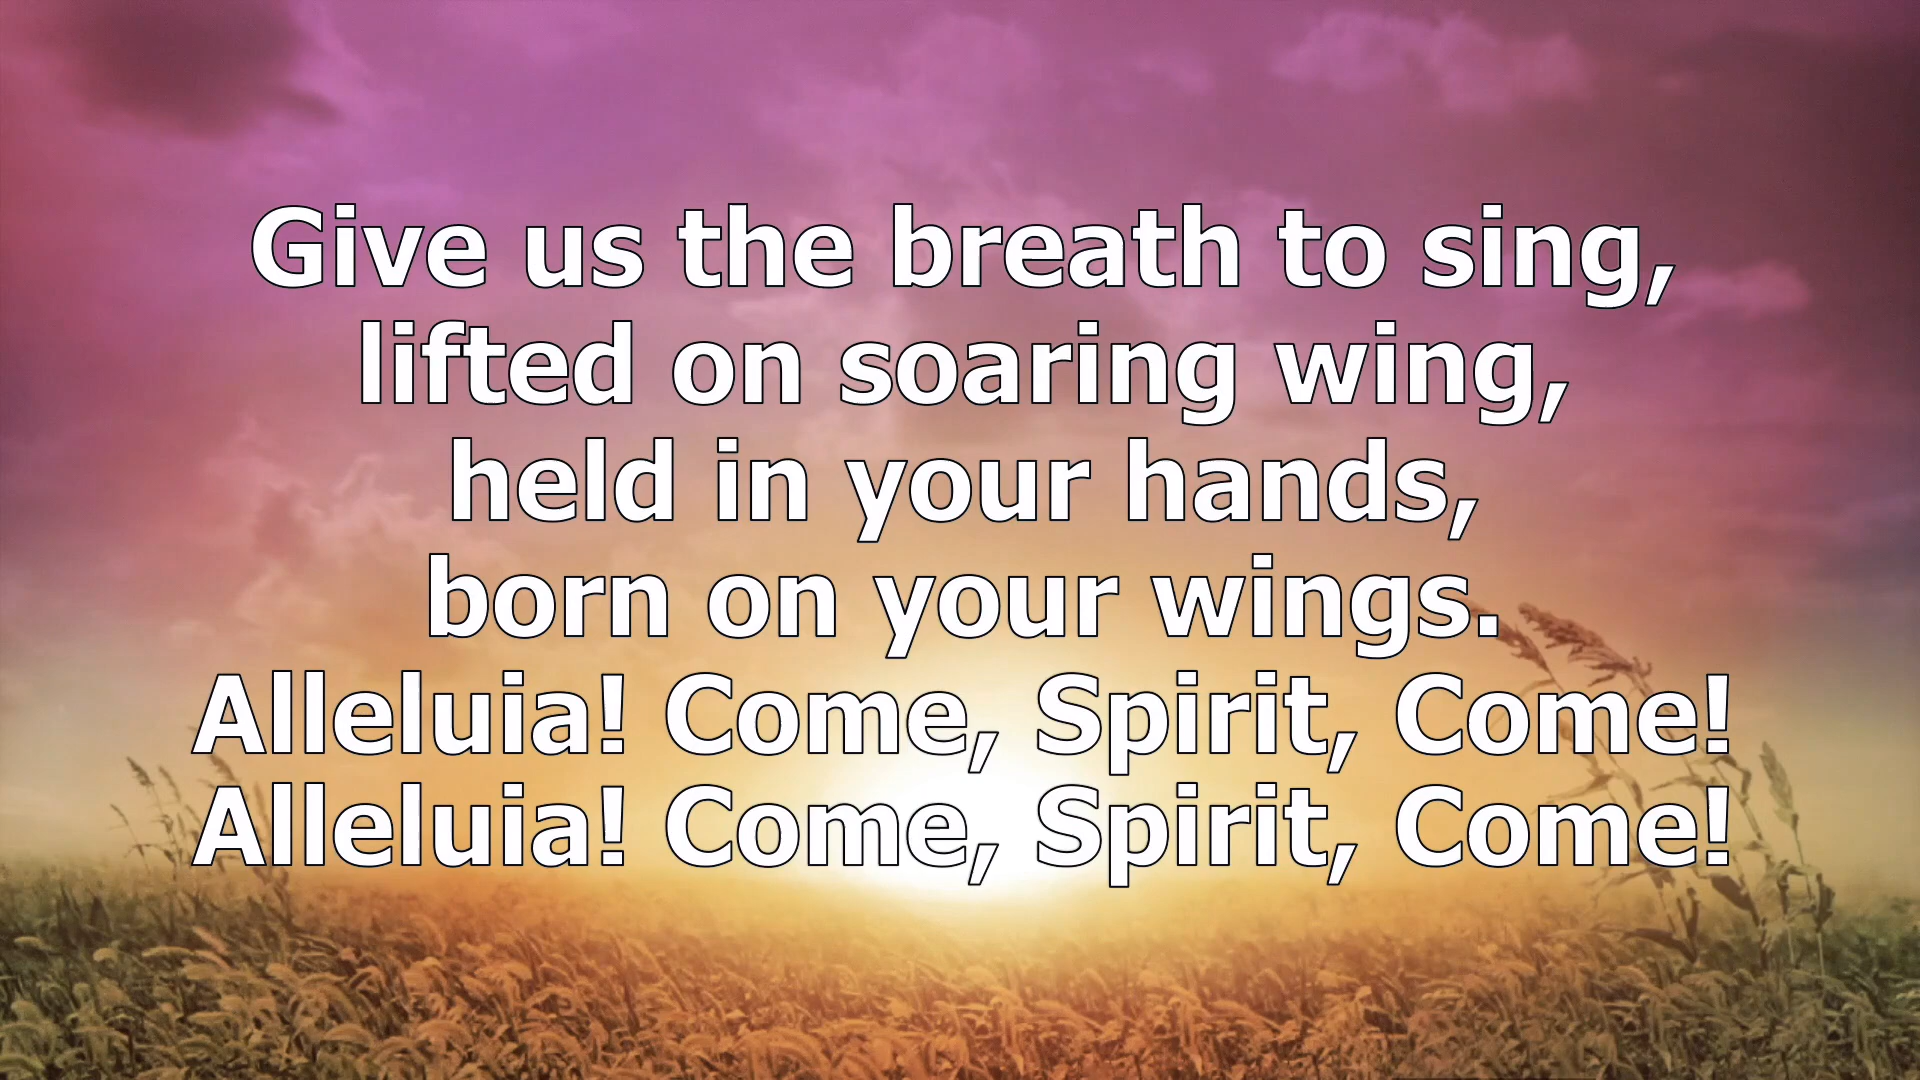 Give us the breath to sing,
lifted on soaring wing,
held in your hands,
born on your wings.
Alleluia! Come, Spirit, Come!
Alleluia! Come, Spirit, Come!